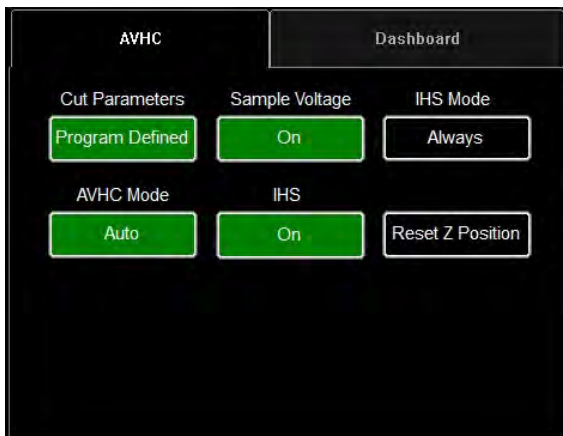 AVHC Dashboard
Cut Parameters Sample Voltage IHS Mode
Program Defined On Always
AVHC Mode IHS
Auto On Reset Z Position